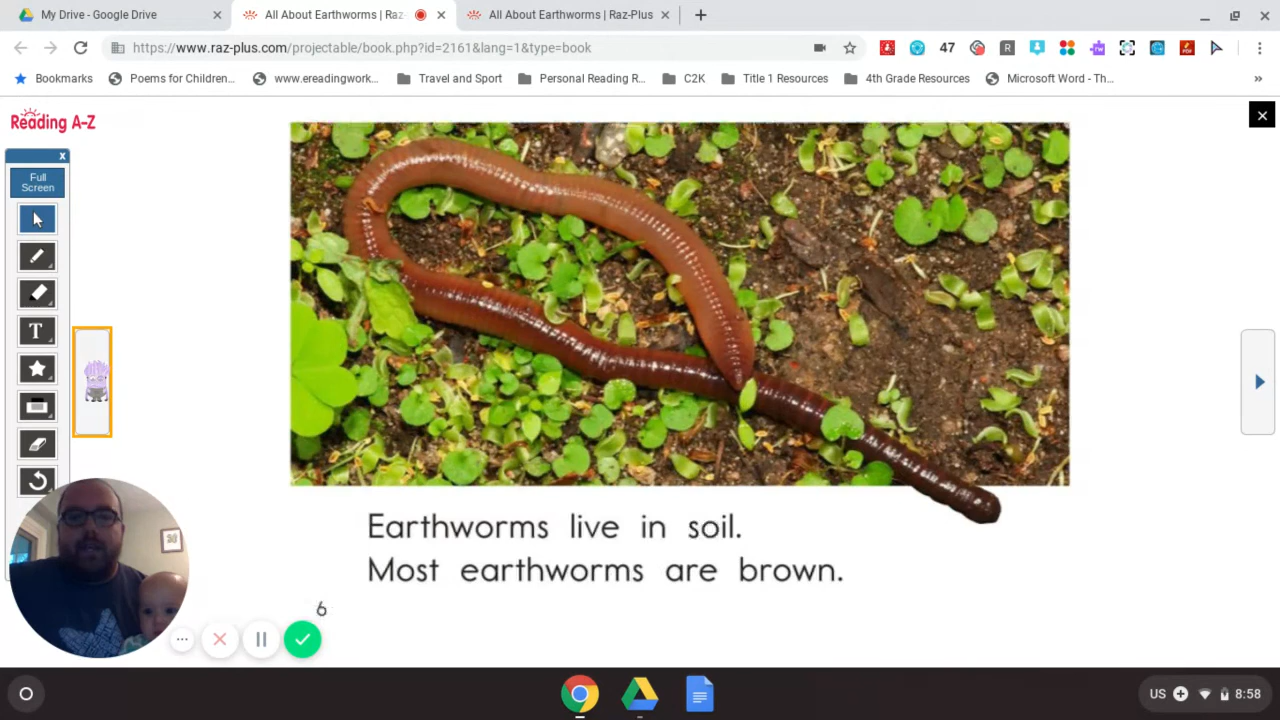 My Drive - Google Drive
All About Earthworms | Raz-
All About Earthworms | Raz-Plus
https://www.raz-plus.com/projectable/book.php?id=2161&lang=1&type=book
47
R
rw
PDF
Bookmarks
Poems for Children...
www.ereadingwork...
Travel and Sport
Personal Reading R...
C2K
Title 1 Resources
4th Grade Resources
Microsoft Word - Th...
Reading A-Z
x
Full
Screen
T
Earthworms live in soil.
Most earthworms are brown.
6
US
8:58